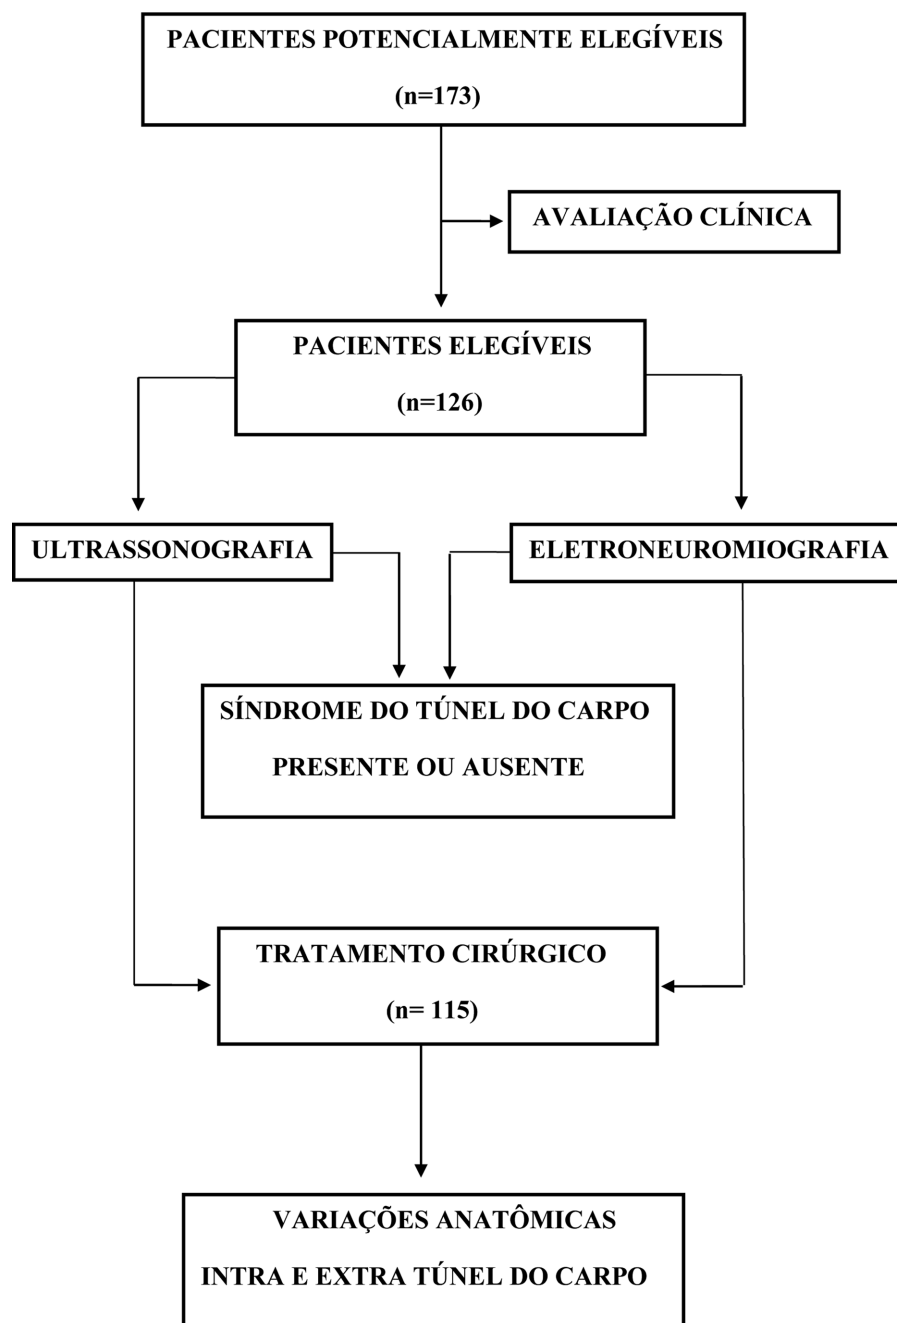 PACIENTES POTENCIALMENTE ELEGÍVEIS
(n=173)
AVALIAÇÃO CLÍNICA
PACIENTES ELEGÍVEIS
(n=126)
ULTRASSONOGRAFIA
ELETRONEUROMIOGRAFIA
SÍNDROME DO TÚNEL DO CARPO
PRESENTE OU AUSENTE
TRATAMENTO CIRÚRGICO
(n= 115)
VARIAÇÕES ANATÔMICAS
INTRA E EXTRA TÚNEL DO CARPO